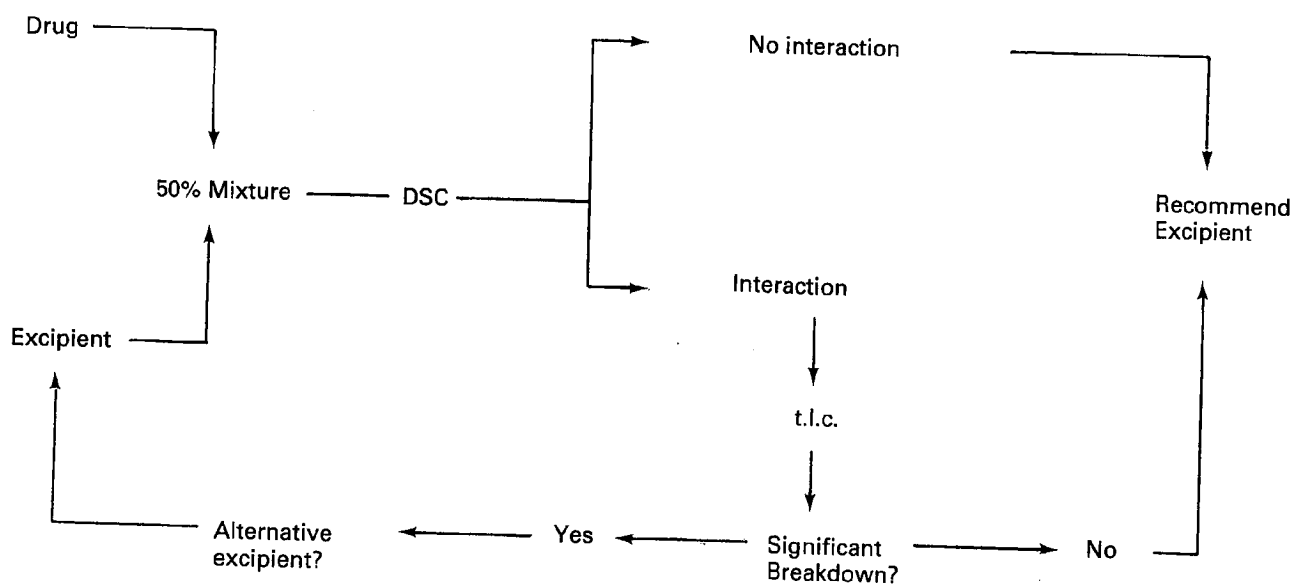 Drug
No interaction
50% Mixture
DSC
Recommend
Excipient
Interaction
Excipient
t.l.c.
Alternative
excipient?
Yes
Significant
Breakdown?
No